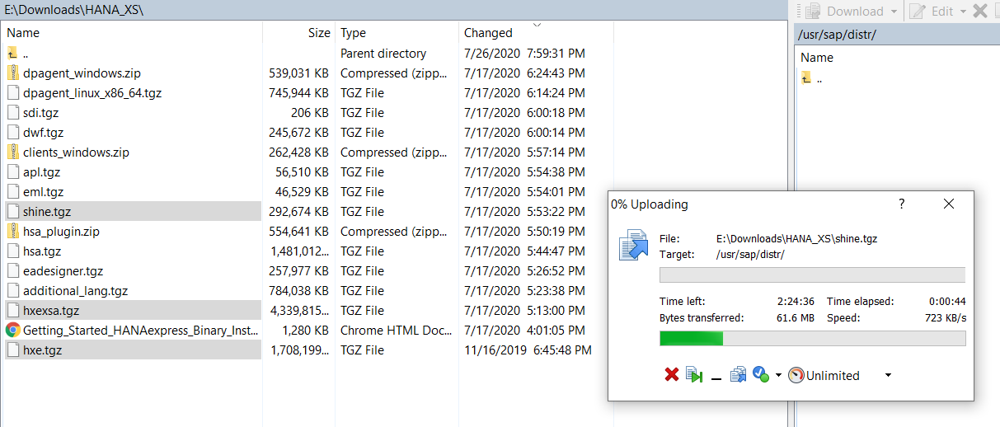 E:\Downloads\HANA_XS\
Download Edit
/usr/sap/distr/
Name Size Type Changed
Name
.. Parent directory 7/26/2020 7:59:31 PM
..
dpagent_windows.zip 539,031 KB Compressed (zipp... 7/17/2020 6:24:43 PM
dpagent_linux_x86_64.tgz 745,944 KB TGZ File 7/17/2020 6:14:24 PM
sdi.tgz 206 KB TGZ File 7/17/2020 6:00:18 PM
dwf.tgz 245,672 KB TGZ File 7/17/2020 6:00:14 PM
clients_windows.zip 262,428 KB Compressed (zipp... 7/17/2020 5:57:14 PM
apl.tgz 56,510 KB TGZ File 7/17/2020 5:54:38 PM
eml.tgz 46,529 KB TGZ File 7/17/2020 5:54:01 PM
shine.tgz 292,674 KB TGZ File 7/17/2020 5:53:22 PM
hsa_plugin.zip 554,641 KB Compressed (zipp... 7/17/2020 5:50:19 PM
hsa.tgz 1,481,012... TGZ File 7/17/2020 5:44:47 PM
eadesigner.tgz 257,977 KB TGZ File 7/17/2020 5:26:52 PM
additional_lang.tgz 784,038 KB TGZ File 7/17/2020 5:23:38 PM
hxexsa.tgz 4,339,815... TGZ File 7/17/2020 5:13:00 PM
Getting_Started_HANAexpress_Binary_Inst... 1,280 KB Chrome HTML Doc... 7/17/2020 4:01:05 PM
hxe.tgz 1,708,199... TGZ File 11/16/2019 6:45:48 PM
0% Uploading ?
File: E:\Downloads\HANA_XS\shine.tgz
Target: /usr/sap/distr/
Time left: 2:24:36 Time elapsed: 0:00:44
Bytes transferred: 61.6 MB Speed: 723 KB/s
Unlimited